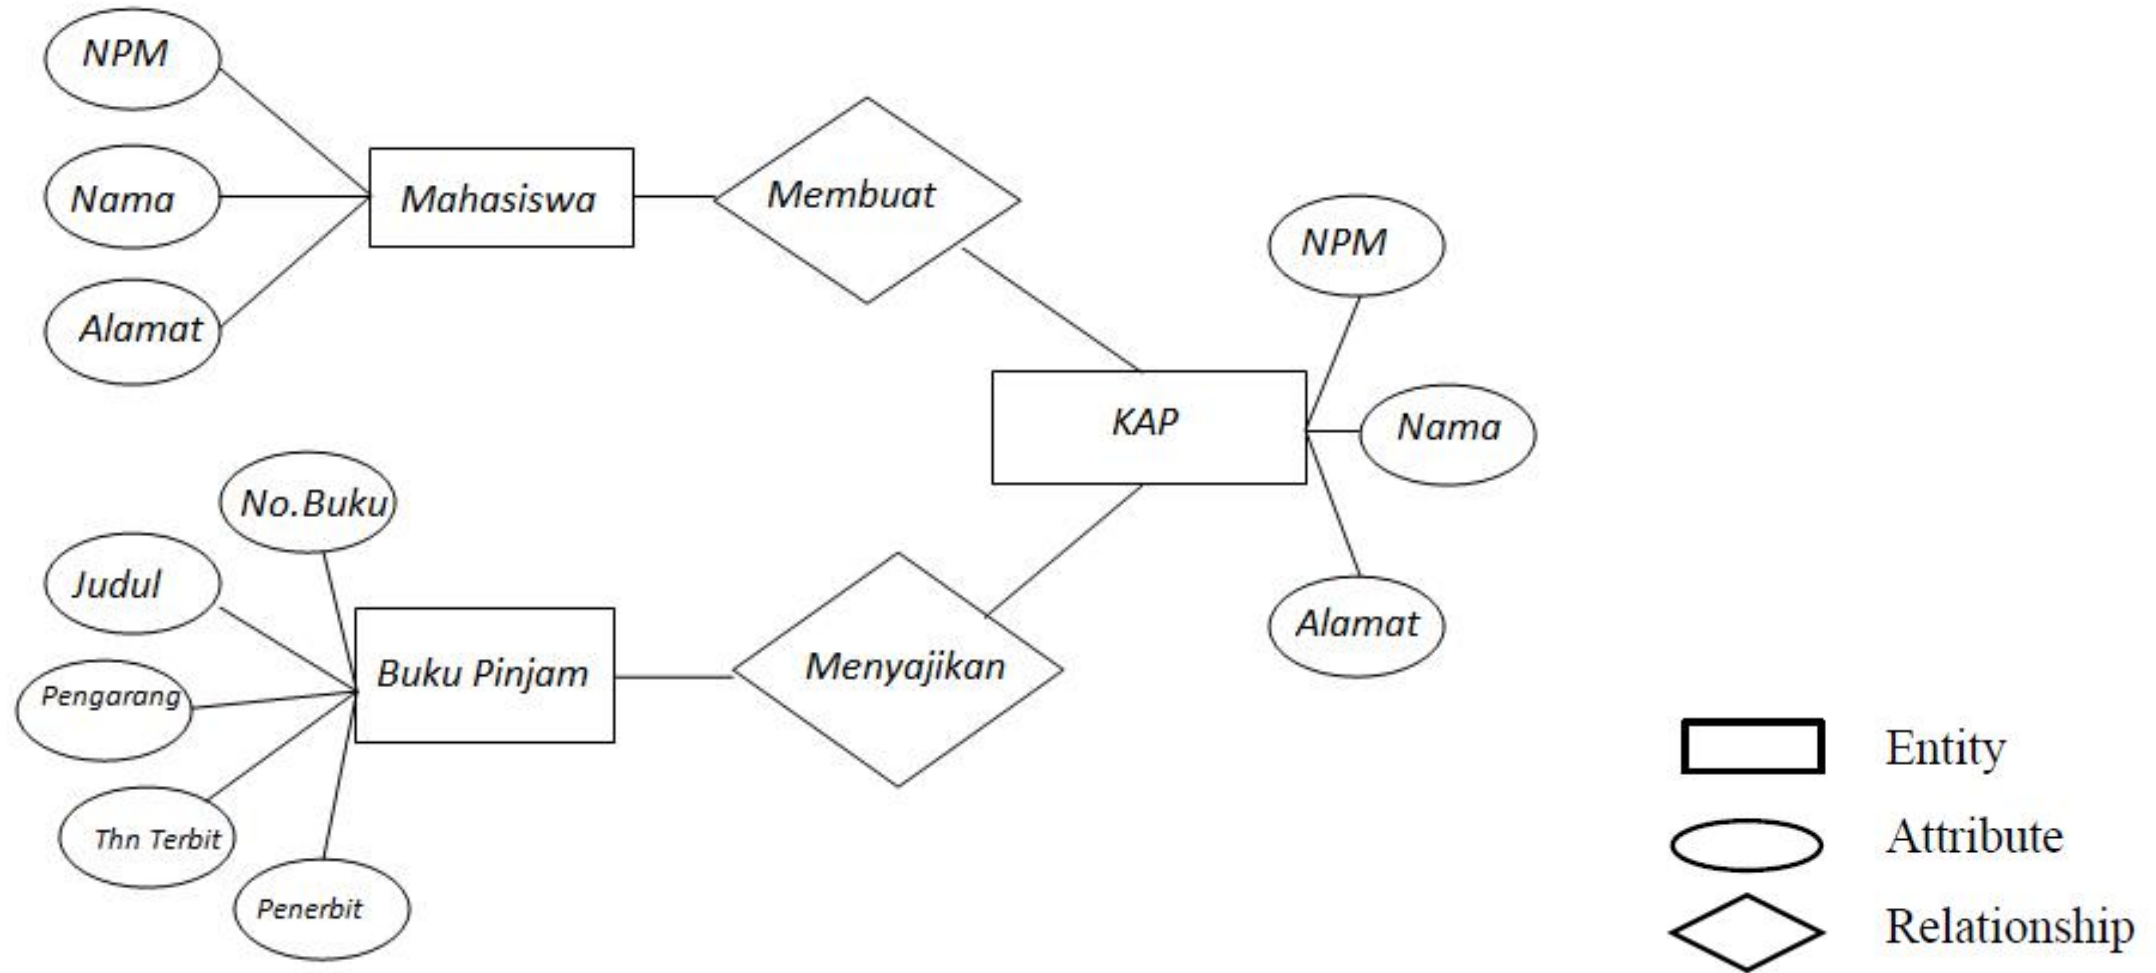 NPM
Nama
Mahasiswa
Membuat
Alamat
NPM
KAP
Nama
Alamat
No.Buku
Judul
Pengarang
Buku Pinjam
Menyajikan
Thn Terbit
Penerbit
Entity
Attribute
Relationship